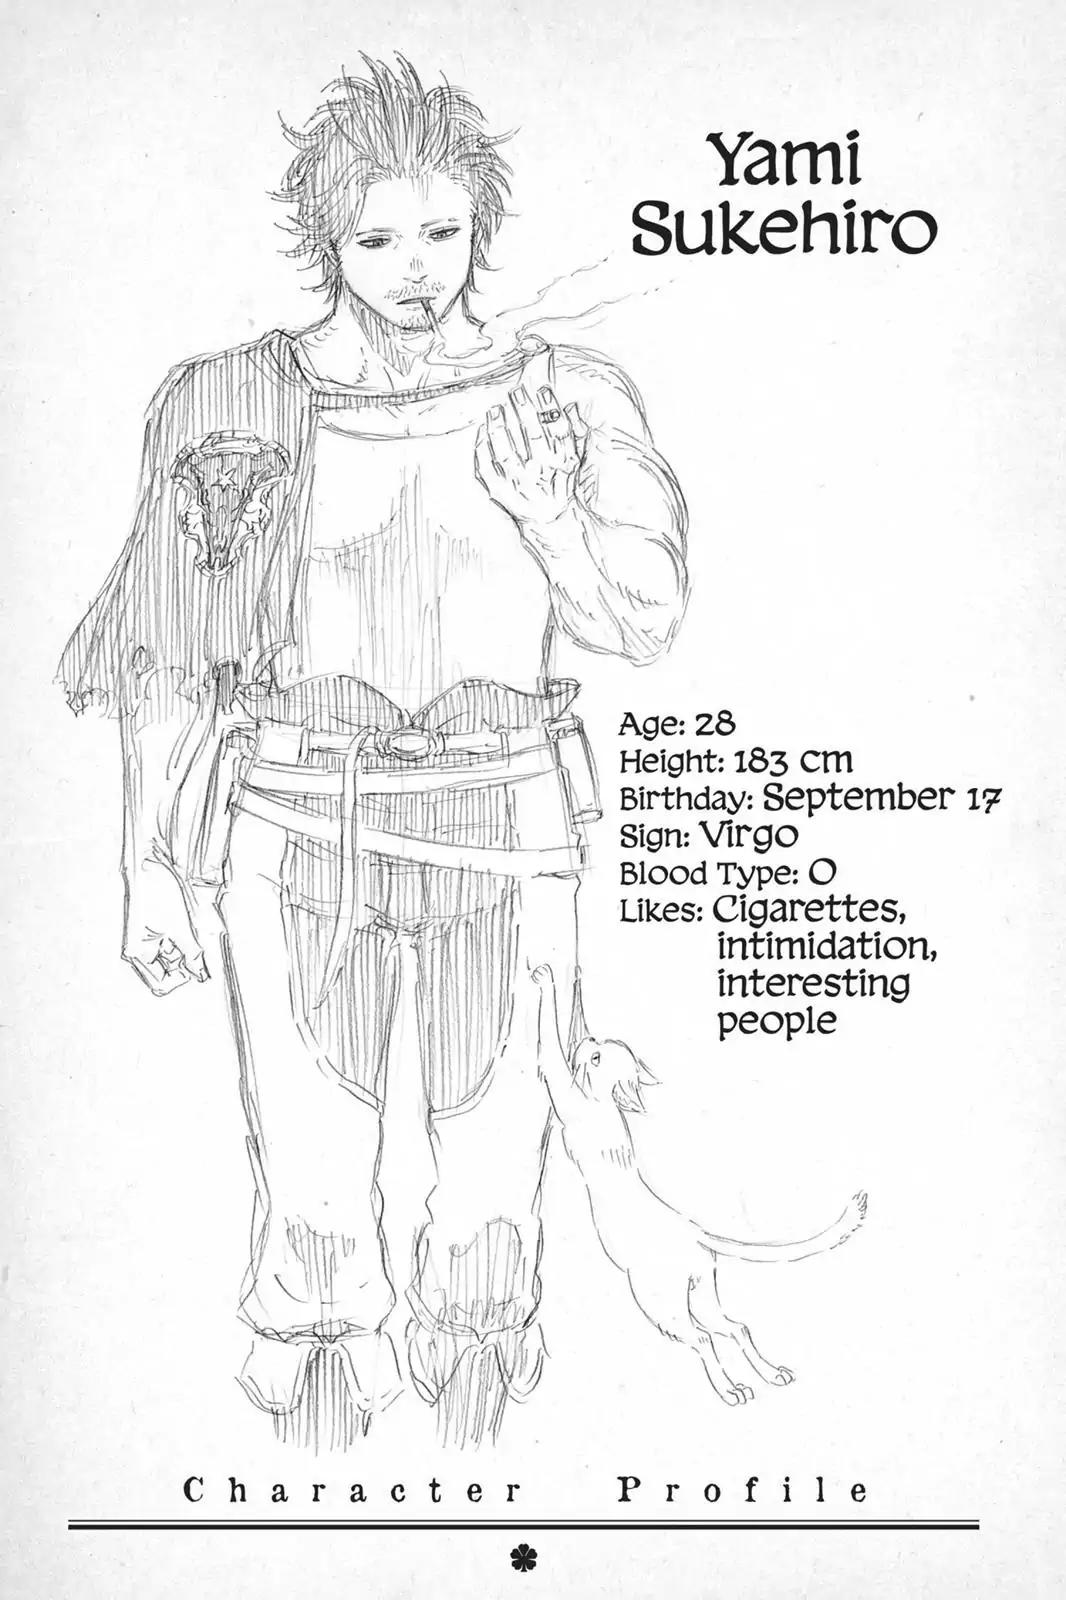 Yami
Sukehiro
Age: 28
Height: 183 cm
Birthday: September 17
Sign: Virgo
Blood Type: O
Likes: Cigarettes,
intimidation,
interesting
people
Character Profile